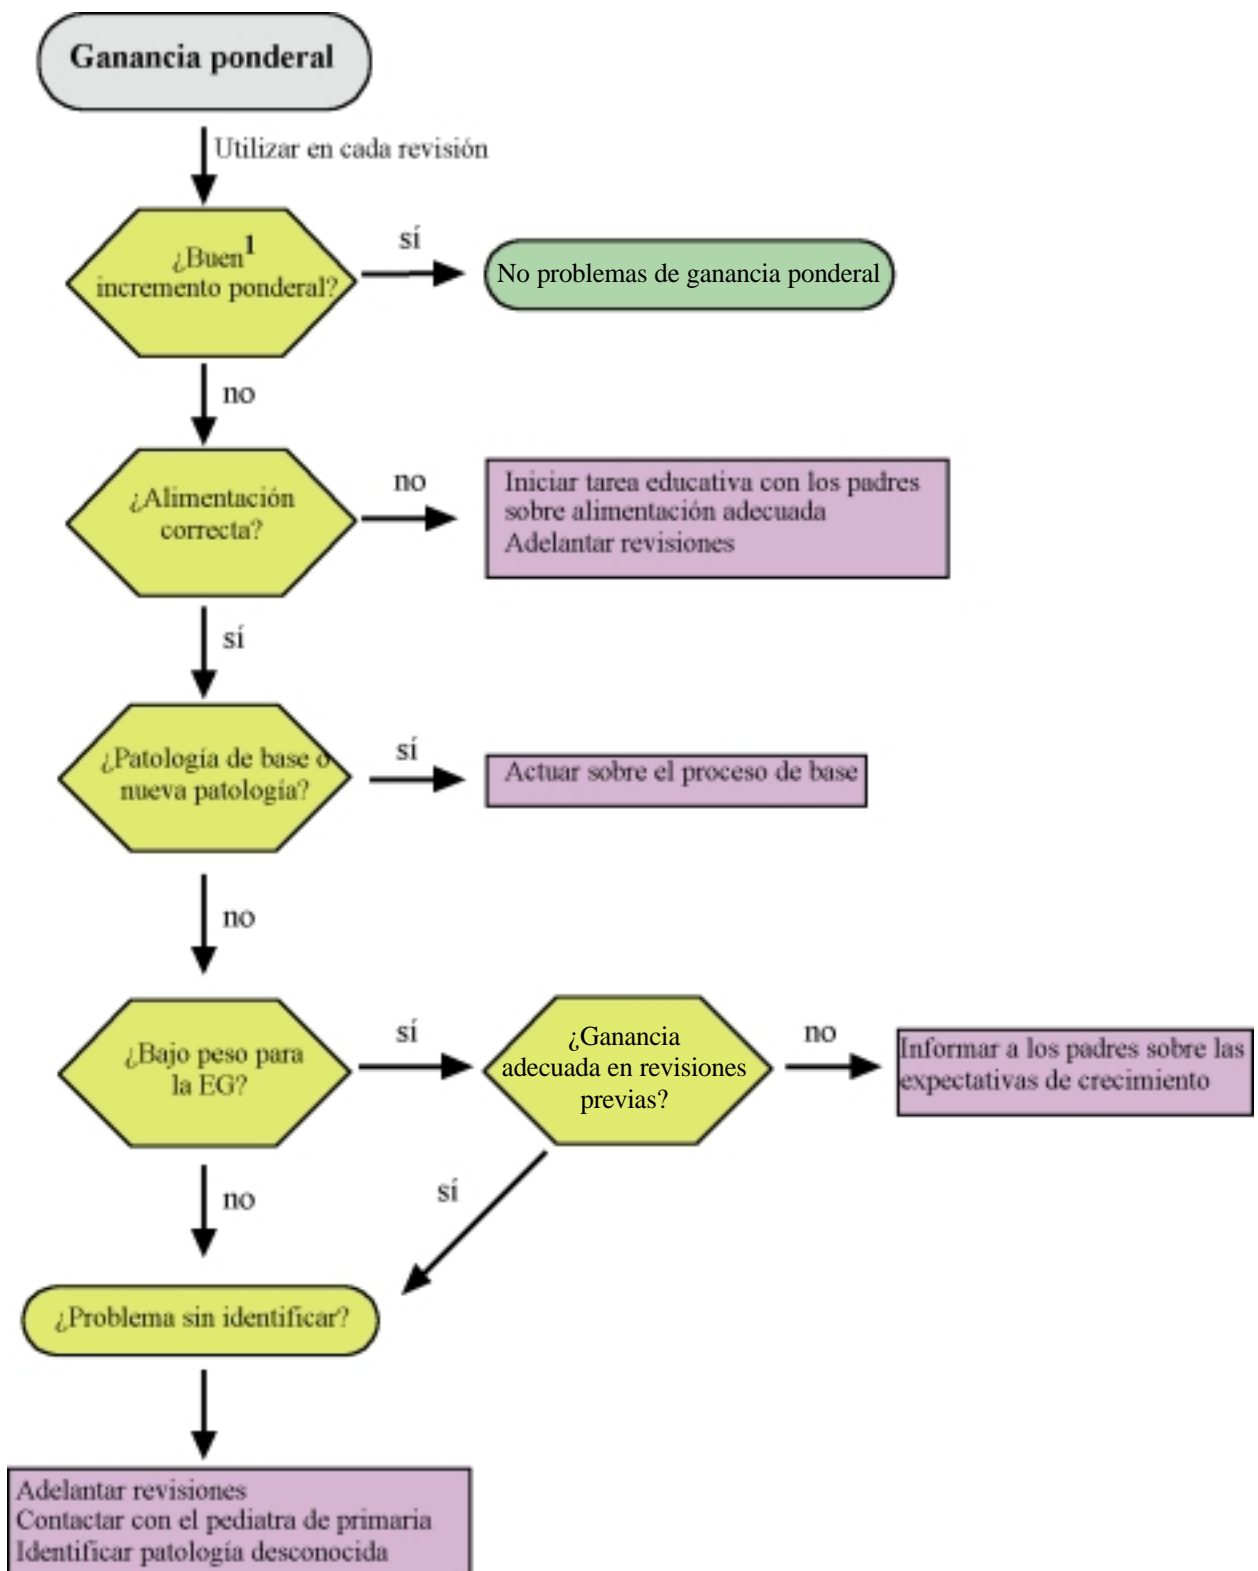 Ganancia ponderal
Utilizar en cada revisión
¿Buen1
incremento ponderal?
sí
No problemas de ganancia ponderal
no
¿Alimentación
correcta?
no
Iniciar tarea educativa con los padres
sobre alimentación adecuada
Adelantar revisiones
sí
¿Patología de base o
nueva patología?
sí
Actuar sobre el proceso de base
no
¿Bajo peso para
la EG?
sí
¿Ganancia
adecuada en revisiones
previas?
no
Informar a los padres sobre las
expectativas de crecimiento
no
sí
¿Problema sin identificar?
Adelantar revisiones
Contactar con el pediatra de primaria
Identificar patología desconocida